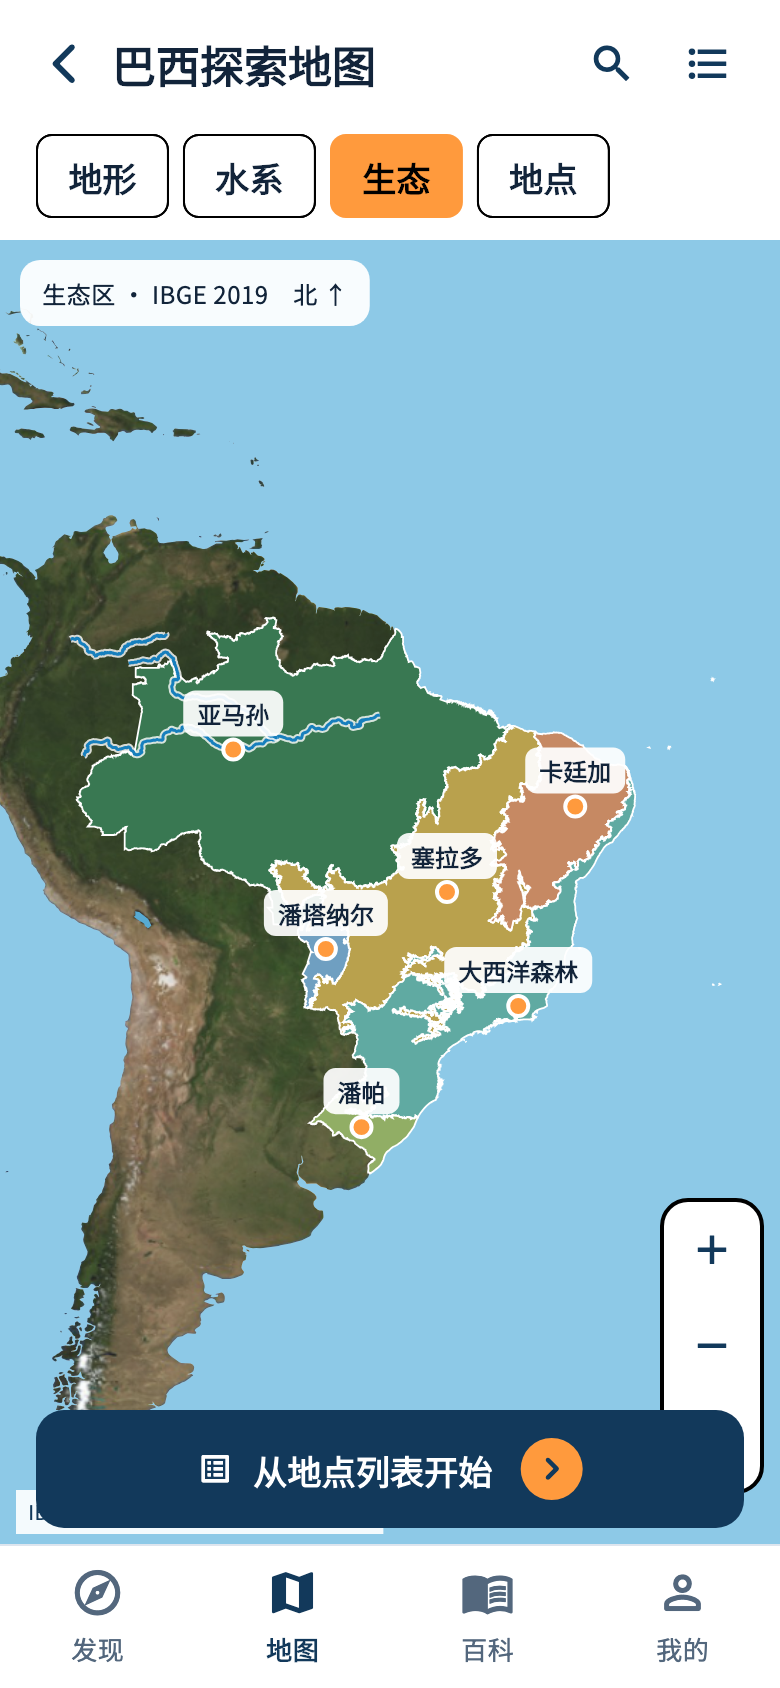 巴西探索地图
地形
水系
生态
地点
生态区 · IBGE 2019 北 ↑
亚马孙
卡廷加
塞拉多
潘塔纳尔
大西洋森林
潘帕
+
−
从地点列表开始
发现
地图
百科
我的